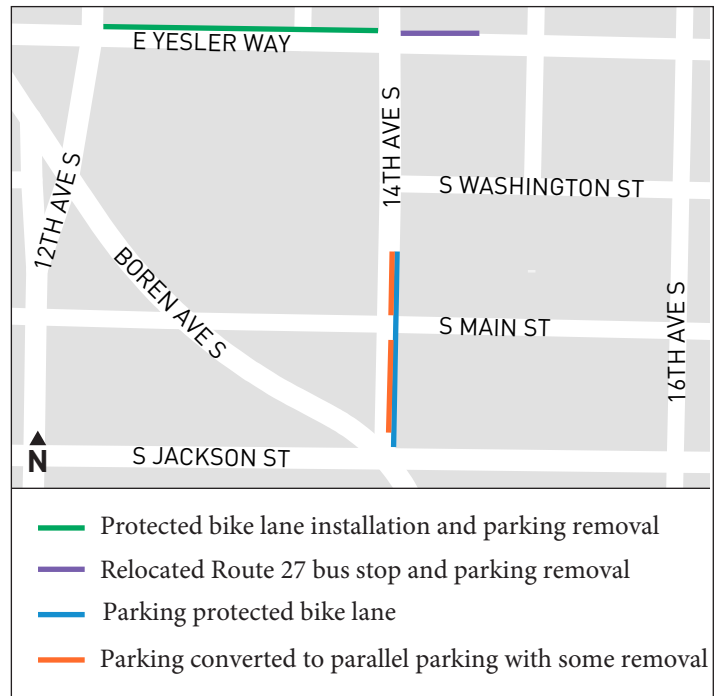 E YESLER WAY
14TH AVE S
S WASHINGTON ST
12TH AVE S
BOREN AVE S
S MAIN ST
16TH AVE S
N
S JACKSON ST
Protected bike lane installation and parking removal
Relocated Route 27 bus stop and parking removal
Parking protected bike lane
Parking converted to parallel parking with some removal